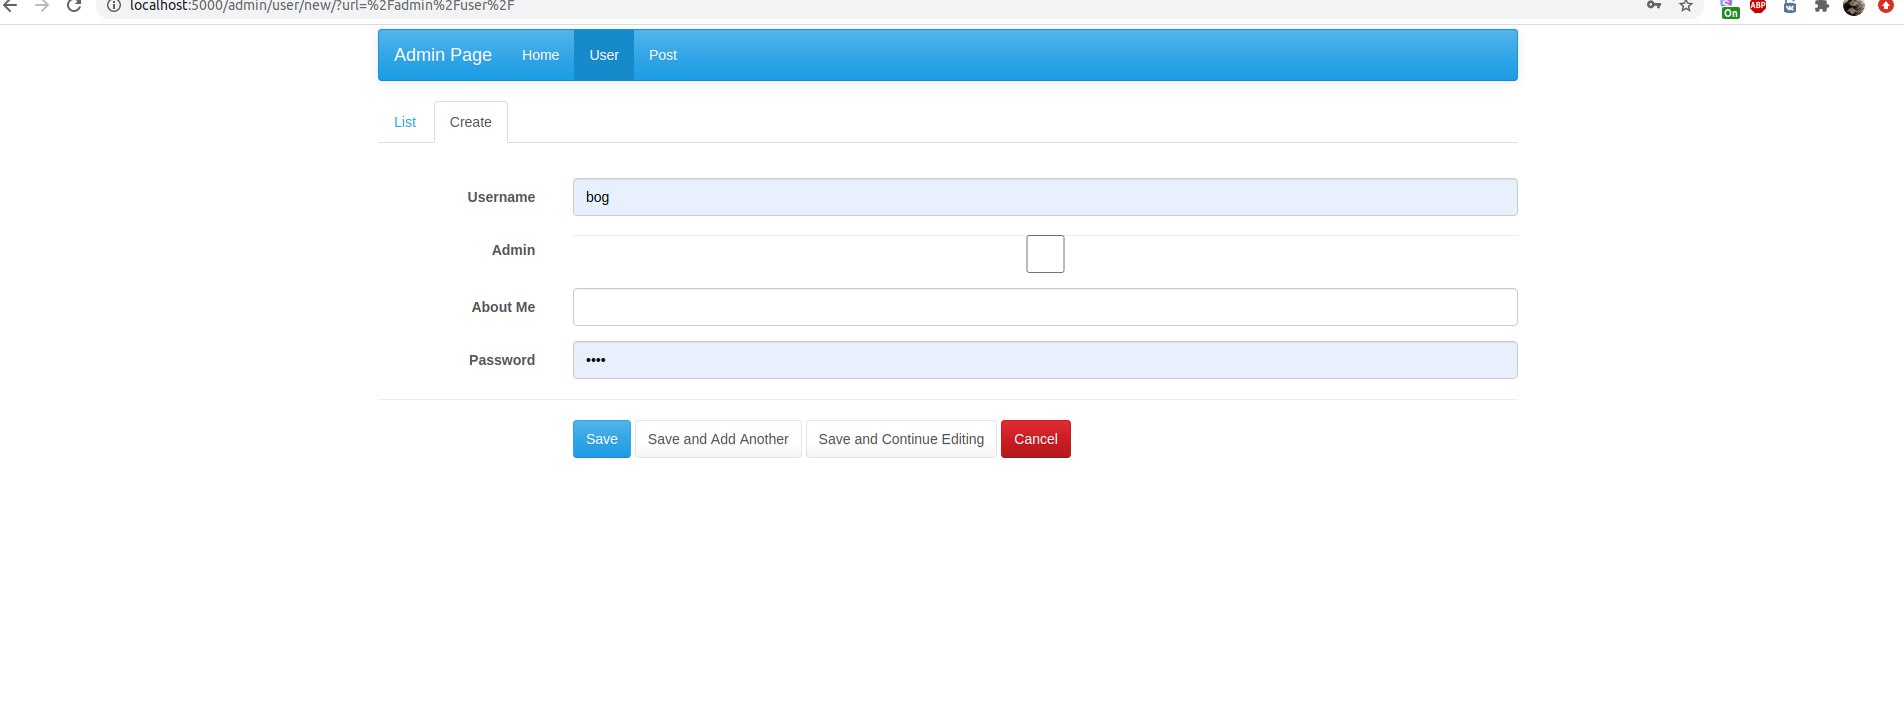 localhost:5000/admin/user/new/?url=%2Fadmin%2Fuser%2F
ABP
On
Admin Page Home User Post
List Create
Username bog
Admin
About Me
Password ••••
Save Save and Add Another Save and Continue Editing Cancel